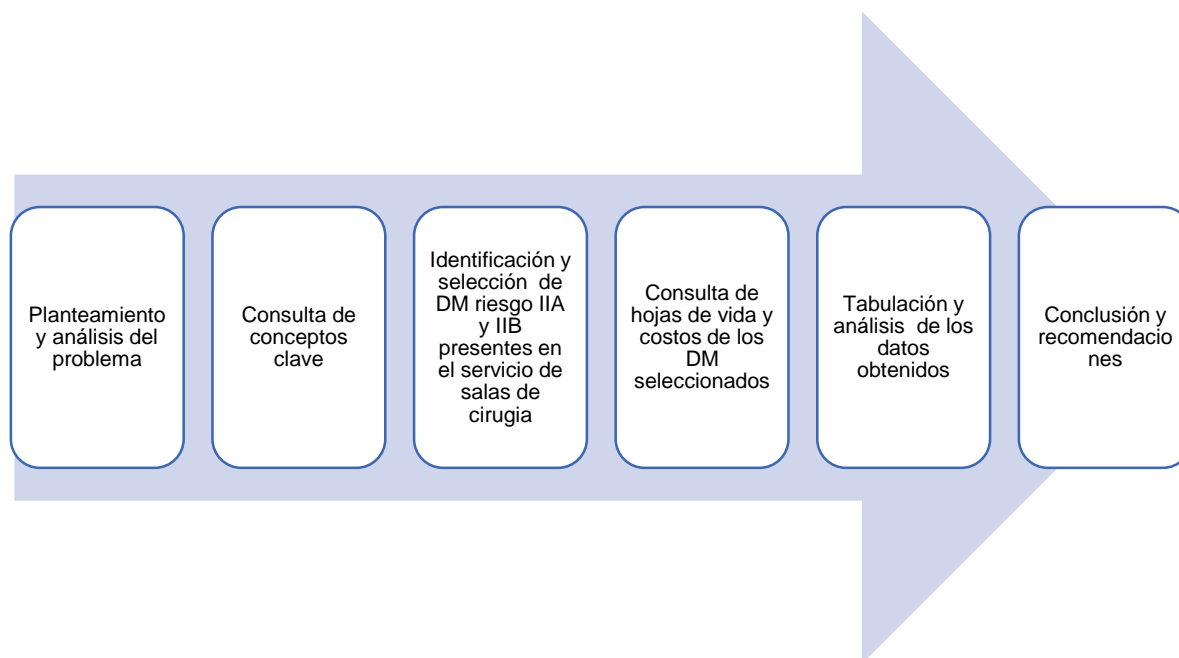 Planteamiento
y análisis del
problema
Consulta de
conceptos
clave
Identificación y
selección de
DM riesgo IIA
y IIB
presentes en
el servicio de
salas de
cirugia
Consulta de
hojas de vida y
costos de los
DM
seleccionados
Tabulación y
análisis de los
datos
obtenidos
Conclusión y
recomendacio
nes